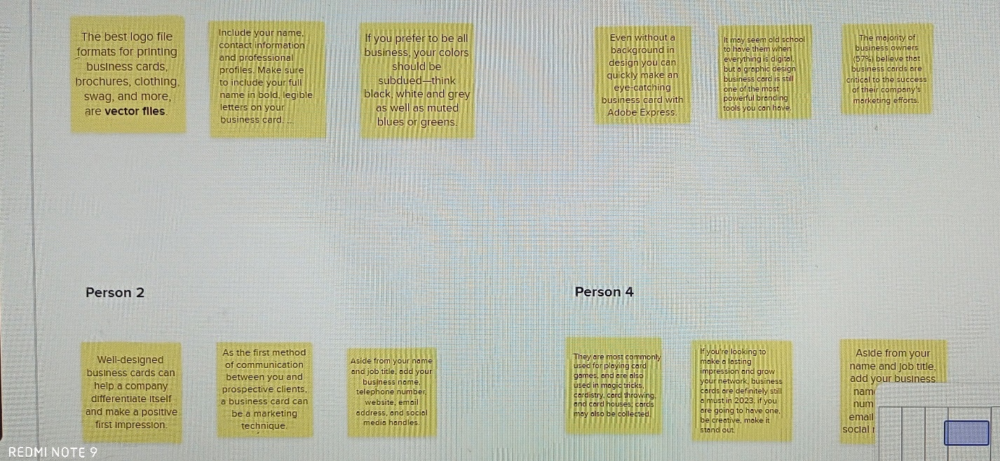 The best logo file
formats for printing
business cards,
brochures, clothing,
swag, and more,
are vector files.
Include your name,
contact information
and professional
profiles. Make sure
to include your full
name in bold, legible
letters on your
business card. ...
If you prefer to be all
business, your colors
should be
subdued—think
black, white and grey
as well as muted
blues or greens.
Even without a
background in
design you can
quickly make an
eye-catching
business card with
Adobe Express.
It may seem old school
to have them when
everything is digital,
but a graphic design
business card is still
one of the most
powerful branding
tools you can have.
The majority of
business owners
(57%) believe that
business cards are
critical to the success
of their company's
marketing efforts.
Person 2
Person 4
Well-designed
business cards can
help a company
differentiate itself
and make a positive
first impression.
As the first method
of communication
between you and
prospective clients,
a business card can
be a marketing
technique.
Aside from your name
and job title, add your
business name,
telephone number,
website, email
address, and social
media handles.
They are most commonly
used for playing card
games, and are also
used in magic tricks,
cardistry, card throwing,
and card houses; cards
may also be collected.
If you're looking to
make a lasting
impression and grow
your network, business
cards are definitely still
a must in 2023. if you
are going to have one,
be creative, make it
stand out.
Aside from your
name and job title,
add your business
nam
num
email
social
REDMI NOTE 9